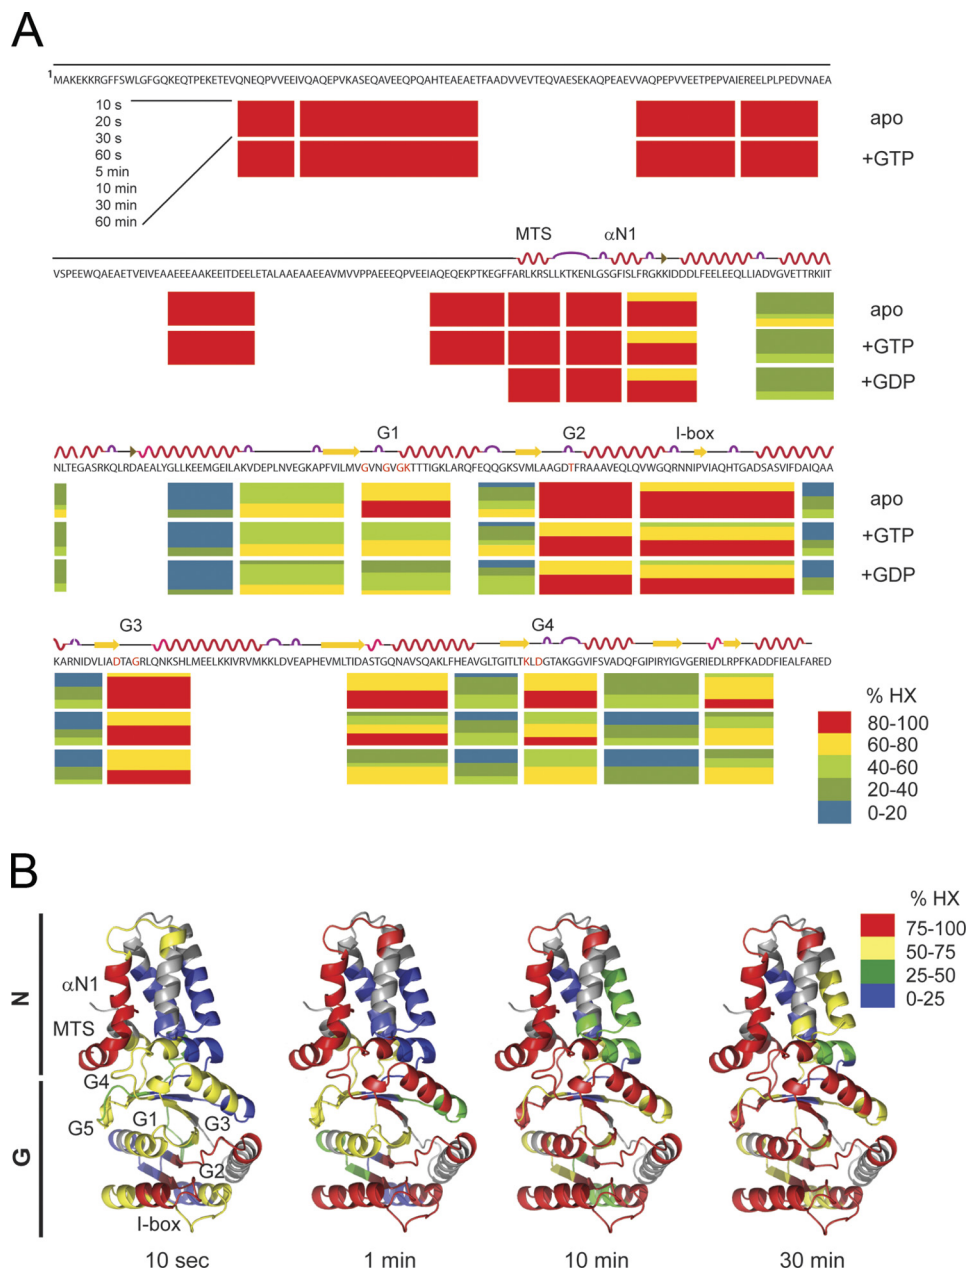 A
1 MAKEKKRGFFSWLGFGQKEQTPEKETEVQNEQPVVEEIVQAQEPVKASEQAVEEQPQAHTEAEAETFAADVVEVTEQVAESEKAQPEAEVVAQPEPVVEETPEPVAIEREELPLPEDVNAEA
10 s
20 s
30 s
60 s
5 min
10 min
30 min
60 min
apo
+GTP
MTS αN1
VSPEEWQAEAETVEIVEAAEEEAAKEEITDEELETALAAEAAEEAVMVVPPAEEEQPVEEIAQEQEKPTKEGFFARLKRSLLKTKENLGSGFISLFRGKKIDDDLFEELEEQLLIADVGVETTRKIIT
apo
+GTP
+GDP
G1 G2 I-box
NLTEGASRKQLRDAEALYGLLKEEMGEILAKVDEPLNVEGKAPFVILMVGVNGVGKTTTIGKLARQFEQQGKSVMLAAGDTFRAAAVEQLQVWGQRNNIPVIAQHTGADSASVIFDAIQAA
apo
+GTP
+GDP
G3 G4
KARNIDVLIADTAGRLQNKSHLMEELKKIVRVMKKLDVEAPHEVMLTIDASTGQNAVSQAKLFHEAVGLTGITLTKLDGTAKGGVIFSVADQFGIPIRYIGVGERIEDLRPFKADDFIEALFARED
% HX
80-100
60-80
40-60
20-40
0-20
B
% HX
75-100
50-75
25-50
0-25
N
αN1
MTS
G
G4
G5
G1
G3
G2
I-box
10 sec 1 min 10 min 30 min